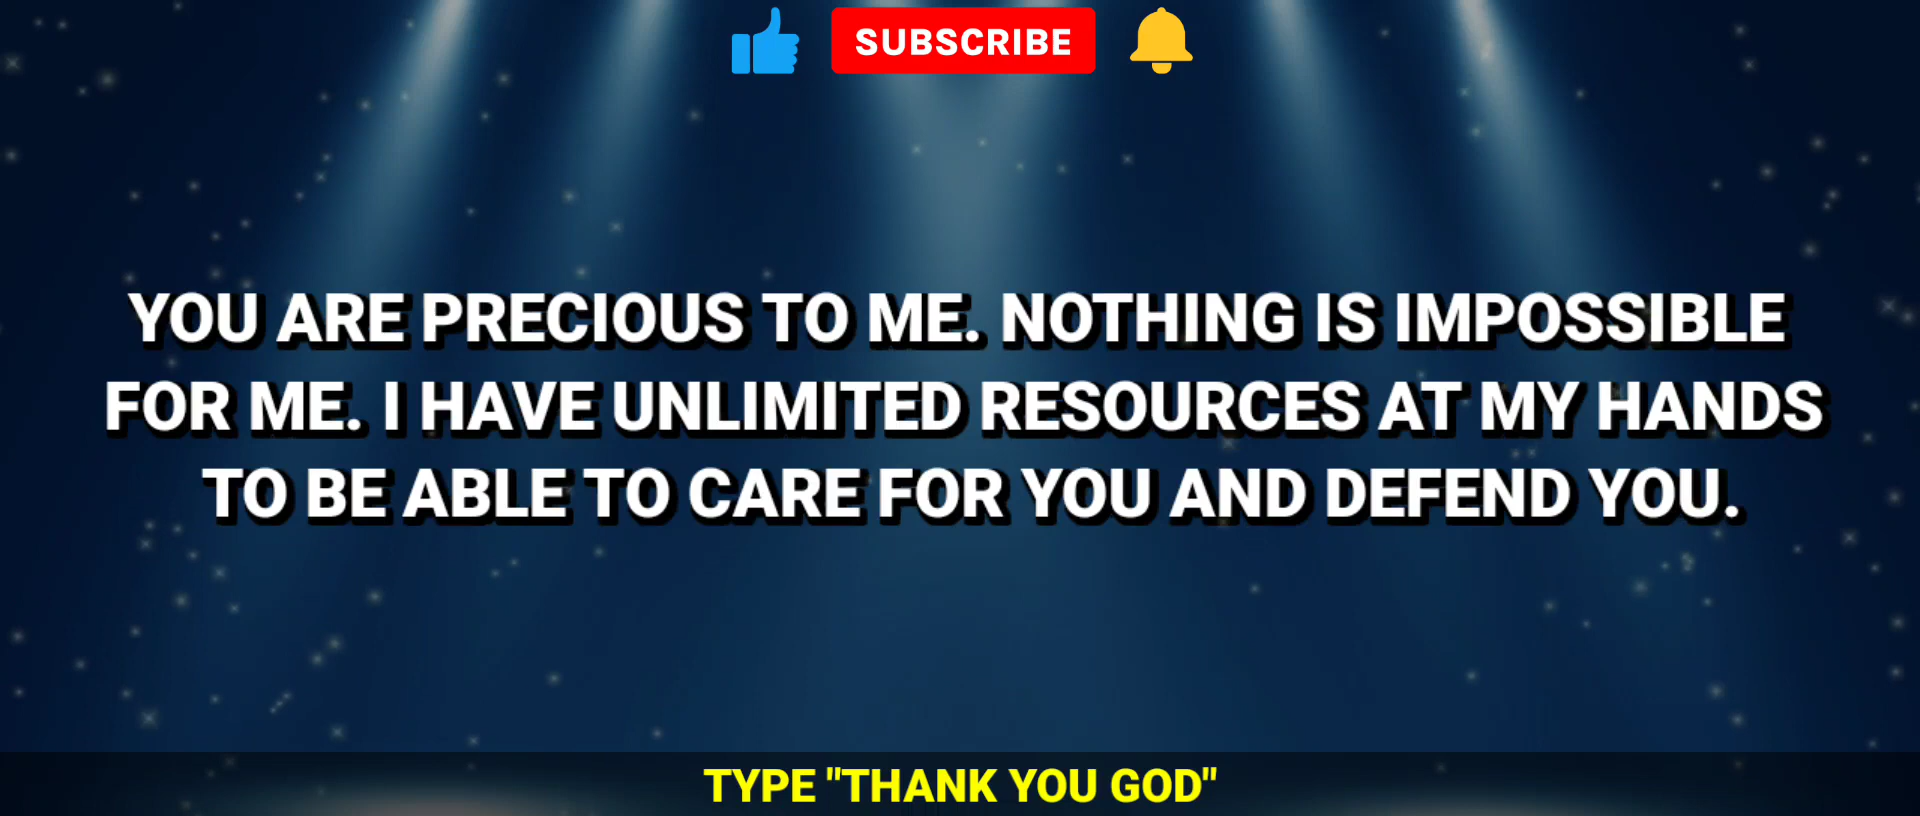 SUBSCRIBE
YOU ARE PRECIOUS TO ME. NOTHING IS IMPOSSIBLE
FOR ME. I HAVE UNLIMITED RESOURCES AT MY HANDS
TO BE ABLE TO CARE FOR YOU AND DEFEND YOU.
TYPE "THANK YOU GOD"